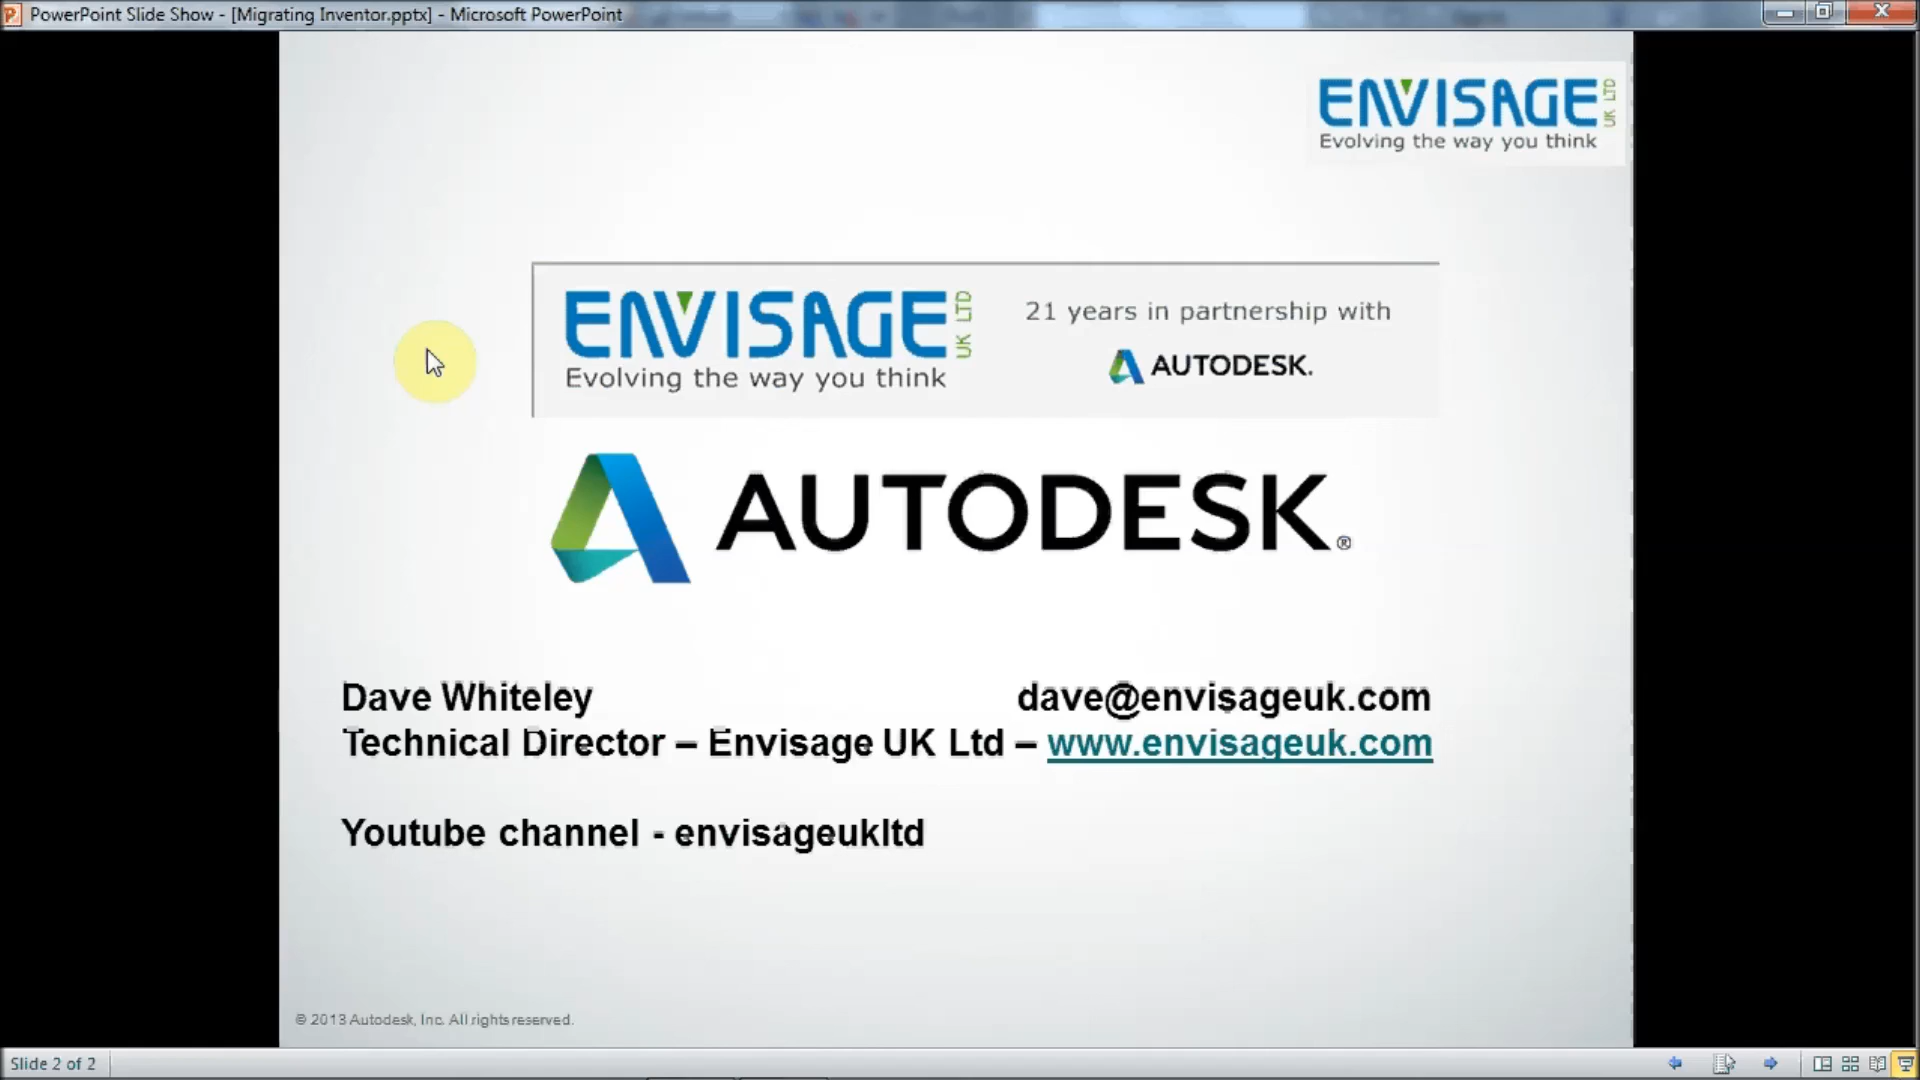 PowerPoint Slide Show - [Migrating Inventor.pptx] - Microsoft PowerPoint
ENVISAGE UK LTD
Evolving the way you think
ENVISAGE UK LTD
Evolving the way you think
21 years in partnership with
AUTODESK.
AUTODESK®
Dave Whiteley dave@envisageuk.com
Technical Director – Envisage UK Ltd – www.envisageuk.com
Youtube channel - envisageukltd
© 2013 Autodesk, Inc. All rights reserved.
Slide 2 of 2